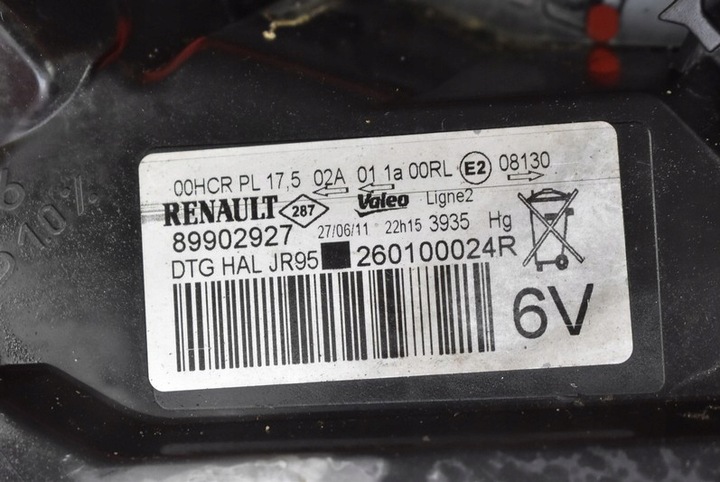 00HCR PL 17,5 02A 01 1a 00RL E2 08130
RENAULT 287 Valeo Ligne2
89902927 27/06/11 22h15 3935 Hg
DTG HAL JR95 260100024R
6V
10%